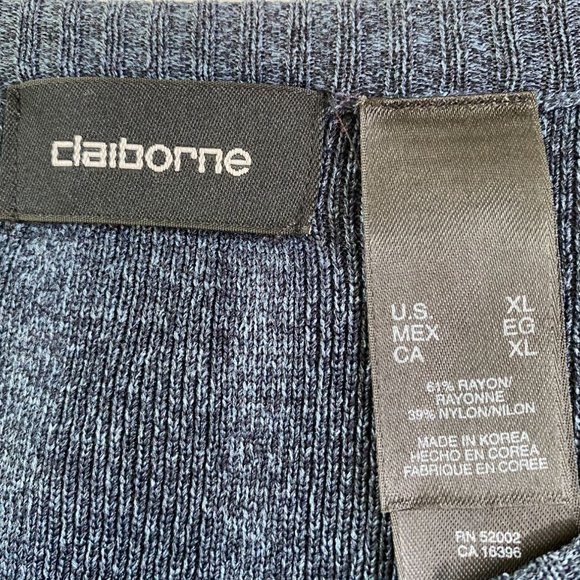 claiborne
U.S. XL
MEX EG
CA XL
61% RAYON/
RAYONNE
39% NYLON/NILON
MADE IN KOREA
HECHO EN COREA
FABRIQUE EN COREE
RN 52002
CA 16396